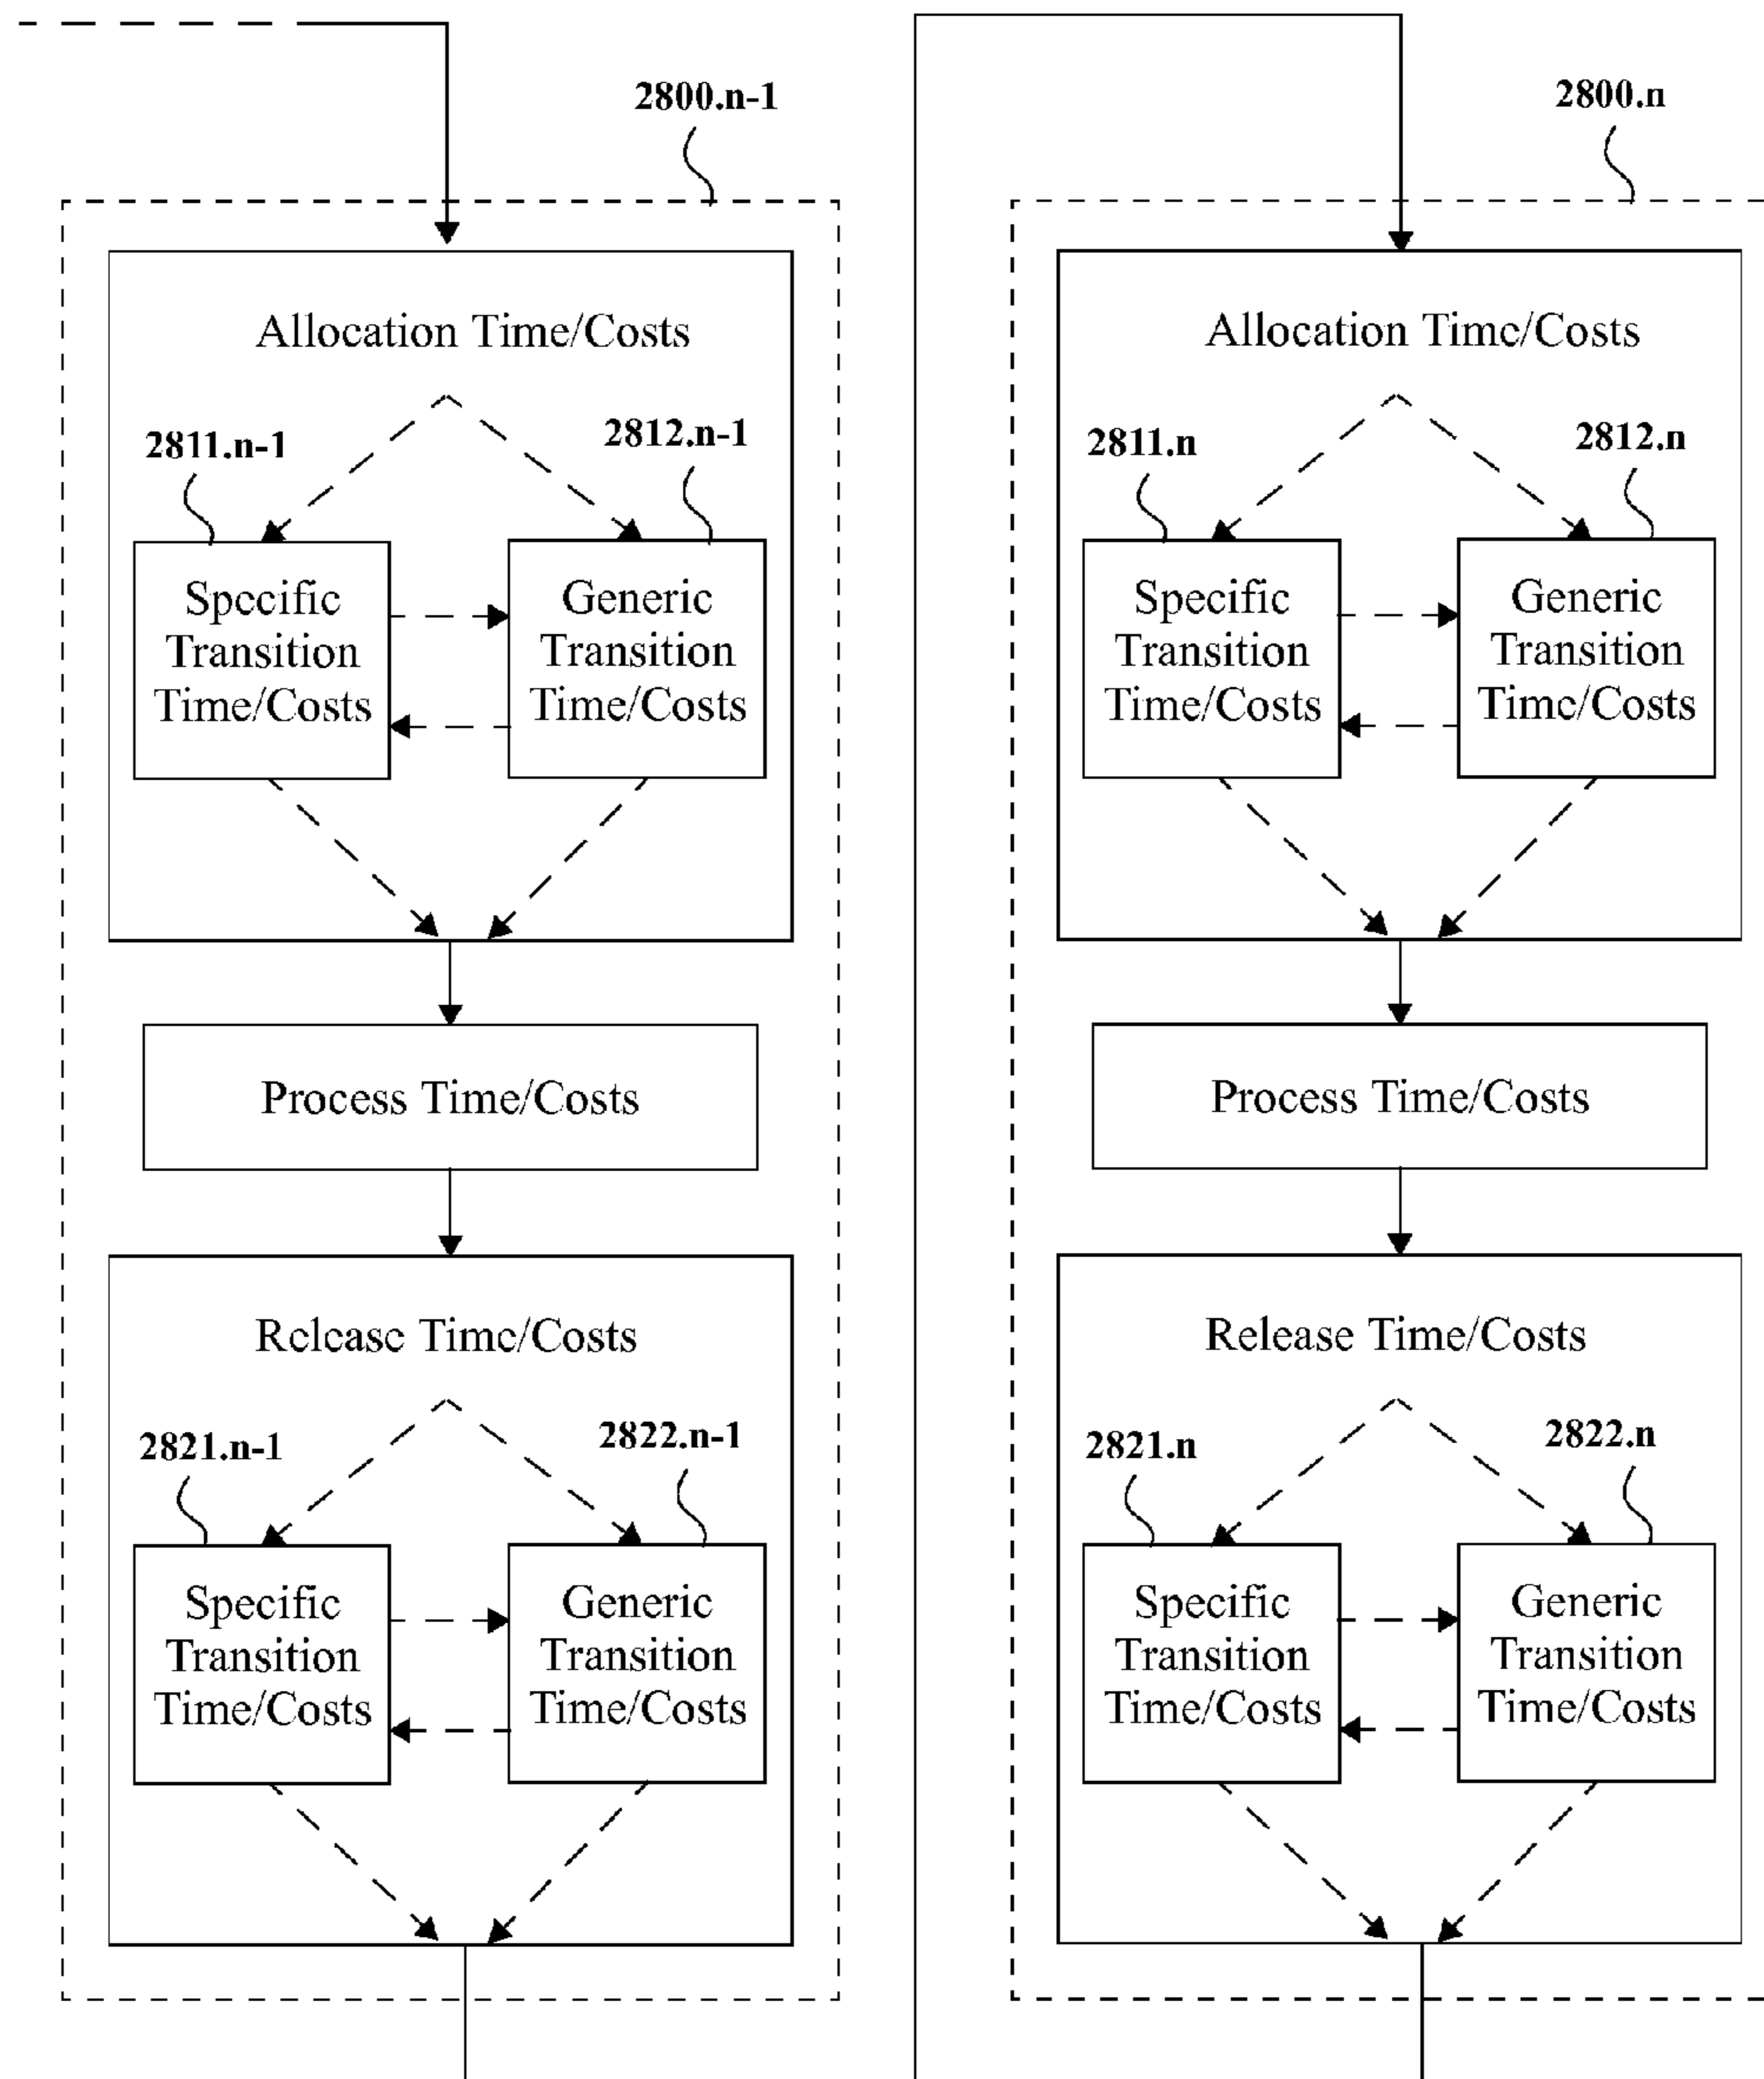 2800.n-1
Allocation Time/Costs
2811.n-1
2812.n-1
Specific
Transition
Time/Costs
Generic
Transition
Time/Costs
Process Time/Costs
Release Time/Costs
2821.n-1
2822.n-1
Specific
Transition
Time/Costs
Generic
Transition
Time/Costs
2800.n
Allocation Time/Costs
2811.n
2812.n
Specific
Transition
Time/Costs
Generic
Transition
Time/Costs
Process Time/Costs
Release Time/Costs
2821.n
2822.n
Specific
Transition
Time/Costs
Generic
Transition
Time/Costs